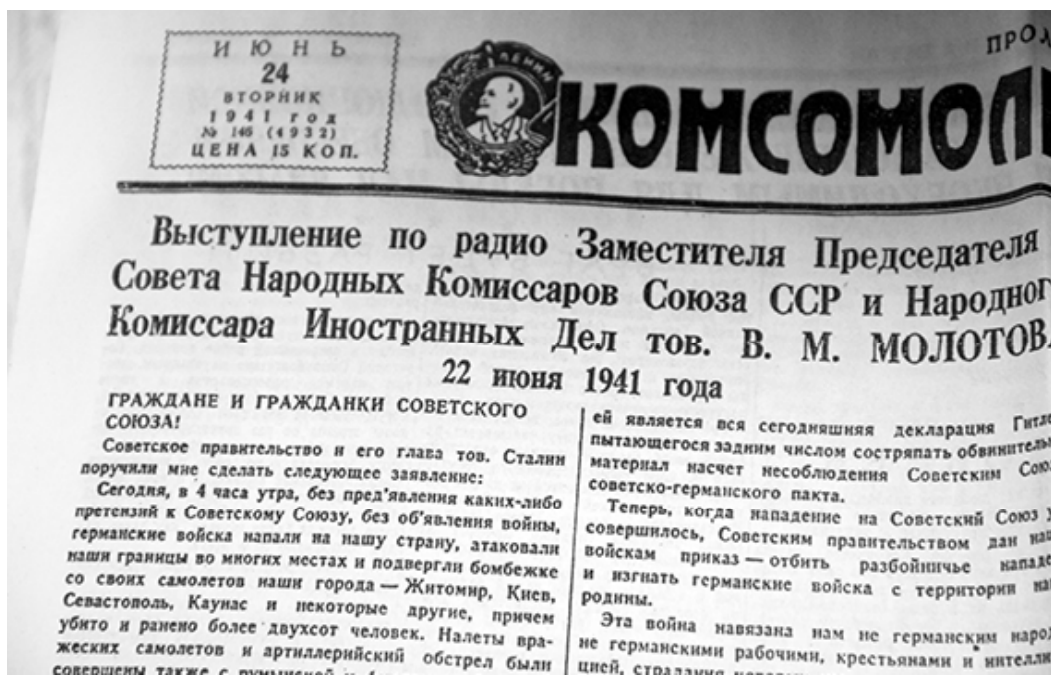 ИЮНЬ
24
ВТОРНИК
1941 год
№ 146 (4932)
ЦЕНА 15 КОП.
ЛЕНИН
КОМСОМОЛ
Выступление по радио Заместителя Председателя
Совета Народных Комиссаров Союза ССР и Народног
Комиссара Иностранных Дел тов. В. М. МОЛОТОВ
22 июня 1941 года
ГРАЖДАНЕ И ГРАЖДАНКИ СОВЕТСКОГО
СОЮЗА!
Советское правительство и его глава тов. Сталин
поручили мне сделать следующее заявление:
Сегодня, в 4 часа утра, без пред'явления каких-либо
претензий к Советскому Союзу, без об'явления войны,
германские войска напали на нашу страну, атаковали
наши границы во многих местах и подвергли бомбежке
со своих самолетов наши города — Житомир, Киев,
Севастополь, Каунас и некоторые другие, причем
убито и ранено более двухсот человек. Налеты вра-
жеских самолетов и артиллерийский обстрел были
совершены также с румынской и
ей является вся сегодняшняя декларация Гитл
пытающегося задним числом состряпать обвинитель
материал насчет несоблюдения Советским Союз
советско-германского пакта.
Теперь, когда нападение на Советский Союз
совершилось, Советским правительством дан наш
войскам приказ — отбить разбойничье нападе
и изгнать германские войска с территории на
родины.
Эта война навязана нам не германским народ
не германскими рабочими, крестьянами и интелли
цией, страдания